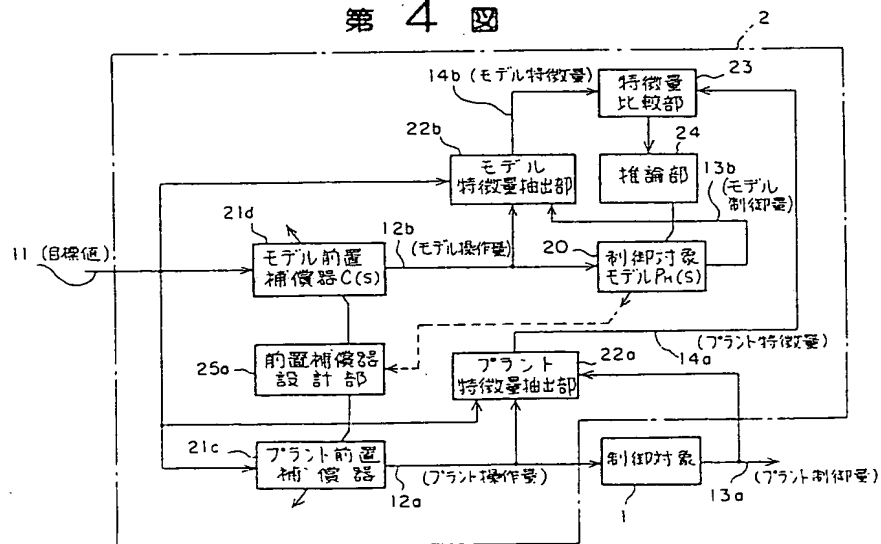 第 4 図
2
14b (モデル特徴量)
特徴量
比較部
23
22b
モデル
特徴量抽出部
24
推論部
13b
(モデル
制御量)
21d
12b
(モデル操作量)
20
11 (目標値)
モデル前置
補償器 C(S)
制御対象
モデル PM(S)
(プラント特徴量)
14a
25a
前置補償器
設計部
プラント
特徴量抽出部
22a
21c
プラント前置
補償器
(プラント操作量)
12a
制御対象
1
13a
(プラント制御量)